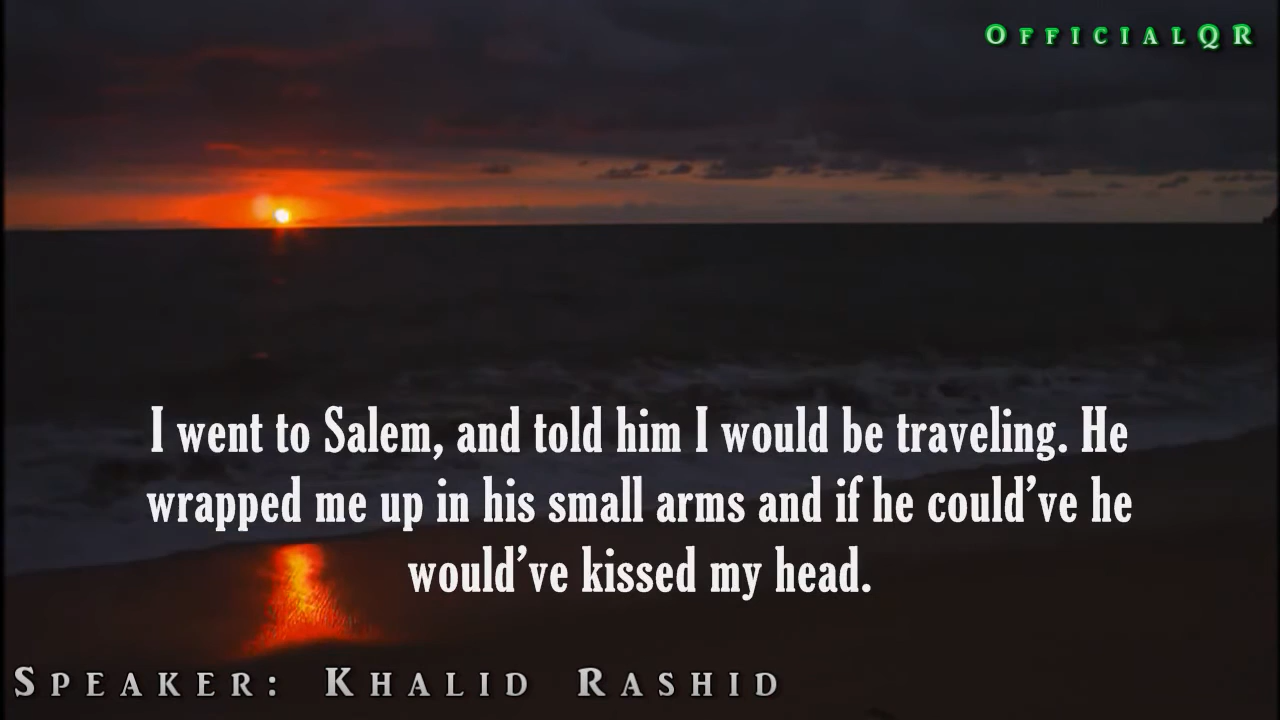 OFFICIALQR
I went to Salem, and told him I would be traveling. He
wrapped me up in his small arms and if he could’ve he
would’ve kissed my head.
SPEAKER: KHALID RASHID